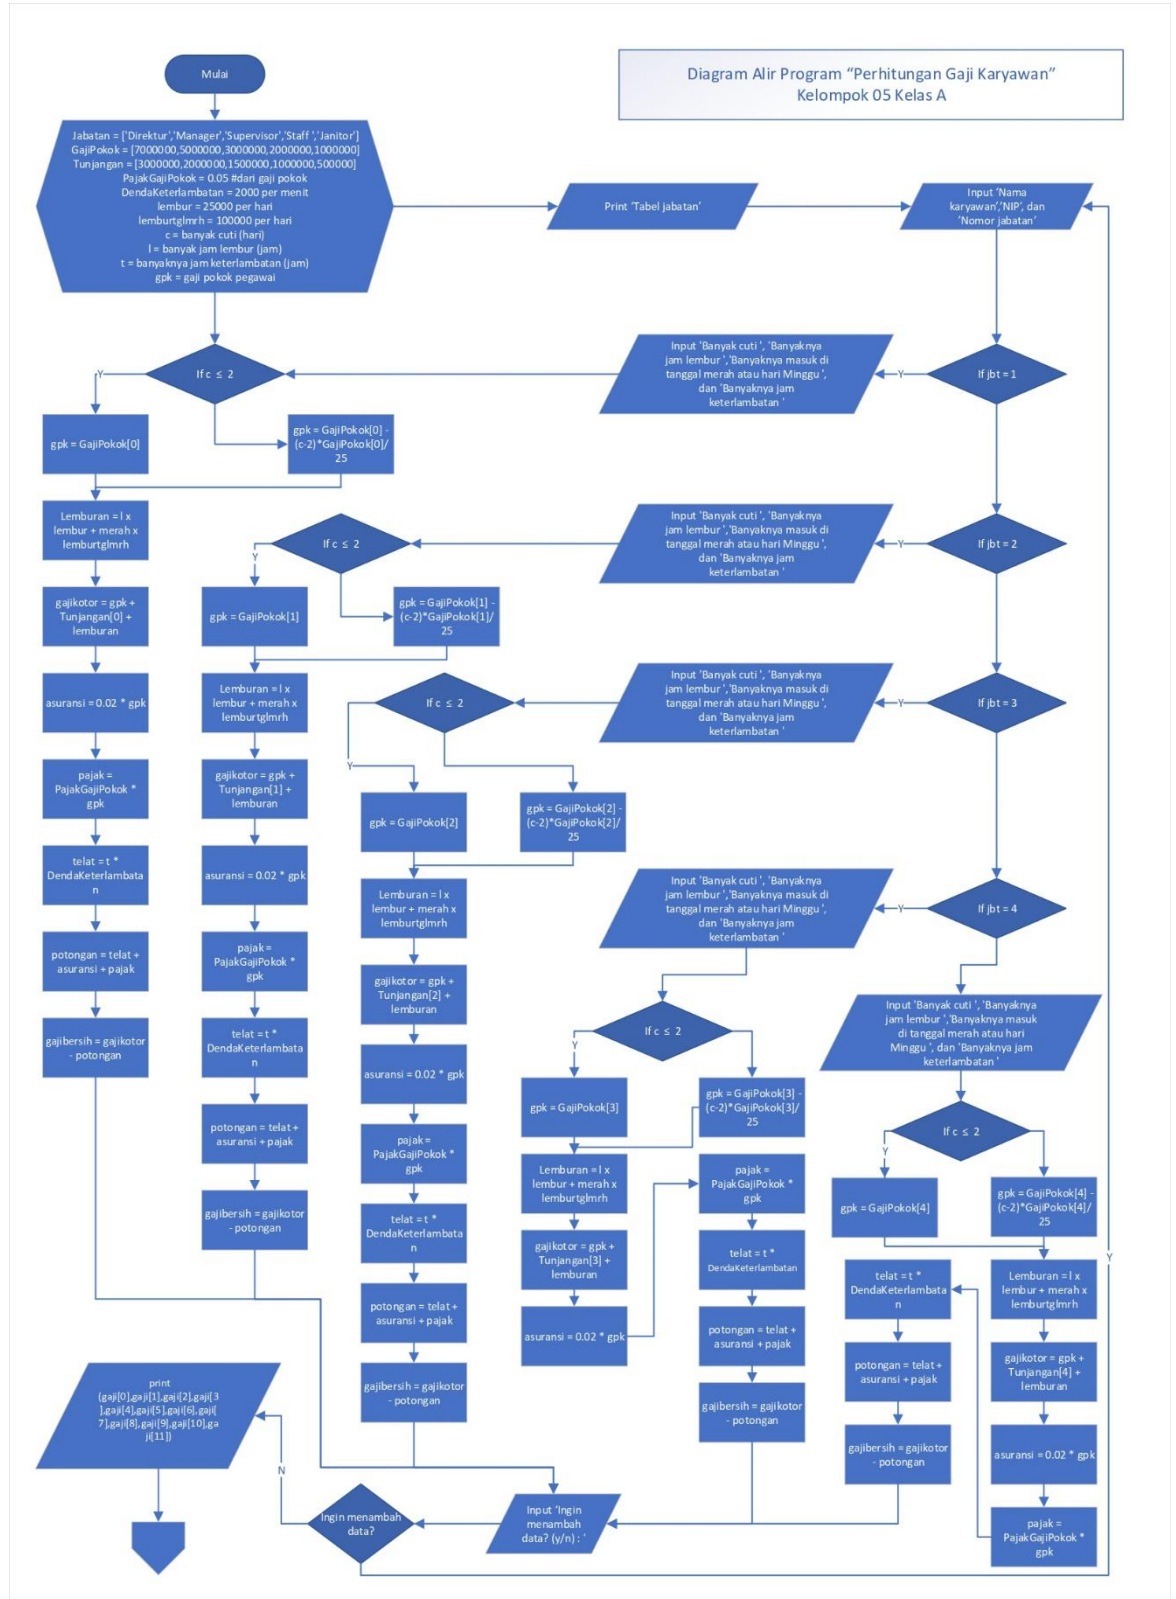 Mulai
Diagram Alir Program “Perhitungan Gaji Karyawan”
Kelompok 05 Kelas A
Jabatan = ['Direktur','Manager','Supervisor','Staff ','Janitor']
GajiPokok = [7000000,5000000,3000000,2000000,1000000]
Tunjangan = [3000000,2000000,1500000,1000000,500000]
PajakGajiPokok = 0.05 #dari gaji pokok
DendaKeterlambatan = 2000 per menit
lembur = 25000 per hari
lemburtglmrh = 100000 per hari
c = banyak cuti (hari)
l = banyak jam lembur (jam)
t = banyaknya jam keterlambatan (jam)
gpk = gaji pokok pegawai
Print ‘Tabel jabatan’
Input ‘Nama
karyawan’,’NIP’, dan
‘Nomor jabatan’
If jbt = 1
Y
Input 'Banyak cuti ', 'Banyaknya
jam lembur ','Banyaknya masuk di
tanggal merah atau hari Minggu ',
dan 'Banyaknya jam
keterlambatan '
If c ≤ 2
Y
gpk = GajiPokok[0]
gpk = GajiPokok[0] -
(c-2)*GajiPokok[0]/
25
Lemburan = l x
lembur + merah x
lemburtglmrh
gajikotor = gpk +
Tunjangan[0] +
lemburan
asuransi = 0.02 * gpk
pajak =
PajakGajiPokok *
gpk
telat = t *
DendaKeterlambata
n
potongan = telat +
asuransi + pajak
gajibersih = gajikotor
- potongan
If jbt = 2
Y
Input 'Banyak cuti ', 'Banyaknya
jam lembur ','Banyaknya masuk di
tanggal merah atau hari Minggu ',
dan 'Banyaknya jam
keterlambatan '
If c ≤ 2
Y
gpk = GajiPokok[1]
gpk = GajiPokok[1] -
(c-2)*GajiPokok[1]/
25
Lemburan = l x
lembur + merah x
lemburtglmrh
gajikotor = gpk +
Tunjangan[1] +
lemburan
asuransi = 0.02 * gpk
pajak =
PajakGajiPokok *
gpk
telat = t *
DendaKeterlambata
n
potongan = telat +
asuransi + pajak
gajibersih = gajikotor
- potongan
If jbt = 3
Y
Input 'Banyak cuti ', 'Banyaknya
jam lembur ','Banyaknya masuk di
tanggal merah atau hari Minggu ',
dan 'Banyaknya jam
keterlambatan '
If c ≤ 2
Y
gpk = GajiPokok[2]
gpk = GajiPokok[2] -
(c-2)*GajiPokok[2]/
25
Lemburan = l x
lembur + merah x
lemburtglmrh
gajikotor = gpk +
Tunjangan[2] +
lemburan
asuransi = 0.02 * gpk
pajak =
PajakGajiPokok *
gpk
telat = t *
DendaKeterlambata
n
potongan = telat +
asuransi + pajak
gajibersih = gajikotor
- potongan
If jbt = 4
Y
Input 'Banyak cuti ', 'Banyaknya
jam lembur ','Banyaknya masuk di
tanggal merah atau hari Minggu ',
dan 'Banyaknya jam
keterlambatan '
If c ≤ 2
Y
gpk = GajiPokok[3]
gpk = GajiPokok[3] -
(c-2)*GajiPokok[3]/
25
Lemburan = l x
lembur + merah x
lemburtglmrh
gajikotor = gpk +
Tunjangan[3] +
lemburan
asuransi = 0.02 * gpk
pajak =
PajakGajiPokok *
gpk
telat = t *
DendaKeterlambatan
potongan = telat +
asuransi + pajak
gajibersih = gajikotor
- potongan
Input 'Banyak cuti ', 'Banyaknya
jam lembur ','Banyaknya masuk
di tanggal merah atau hari
Minggu ', dan 'Banyaknya jam
keterlambatan '
If c ≤ 2
Y
gpk = GajiPokok[4]
gpk = GajiPokok[4] -
(c-2)*GajiPokok[4]/
25
Lemburan = l x
lembur + merah x
lemburtglmrh
gajikotor = gpk +
Tunjangan[4] +
lemburan
asuransi = 0.02 * gpk
pajak =
PajakGajiPokok *
gpk
telat = t *
DendaKeterlambata
n
potongan = telat +
asuransi + pajak
gajibersih = gajikotor
- potongan
Input ‘Ingin
menambah
data? (y/n) : ‘
Ingin menambah
data?
Y
N
print
(gaji[0],gaji[1],gaji[2],gaji[3
],gaji[4],gaji[5],gaji[6],gaji[
7],gaji[8],gaji[9],gaji[10],ga
ji[11])